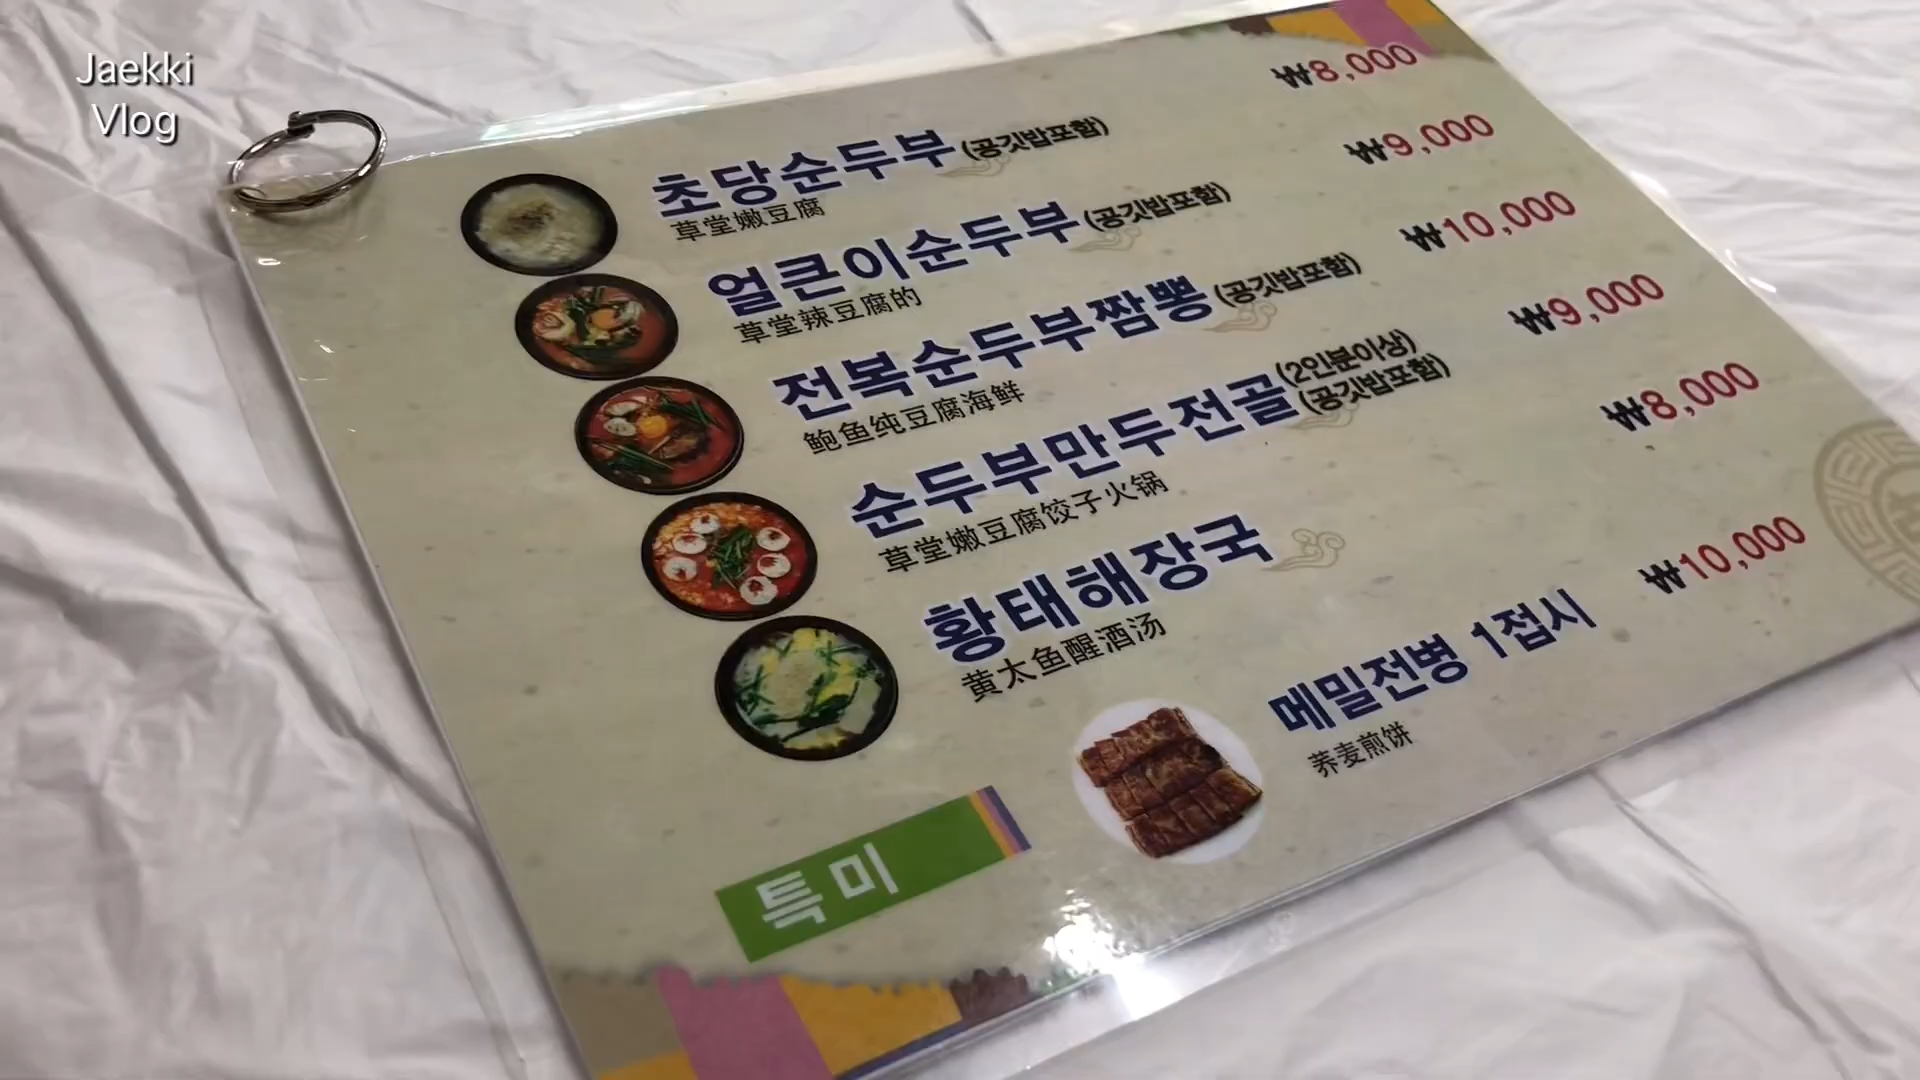 Jaekki
Vlog
초당순두부 (공깃밥포함) ₩8,000
草堂嫩豆腐
얼큰이순두부 (공깃밥포함) ₩9,000
草堂辣豆腐的
전복순두부짬뽕 (공깃밥포함) ₩10,000
鲍鱼纯豆腐海鲜
순두부만두전골 (2인분이상) (공깃밥포함) ₩9,000
草堂嫩豆腐饺子火锅
황태해장국 ₩8,000
黄太鱼醒酒汤
메밀전병 1접시 ₩10,000
荞麦煎饼
특미